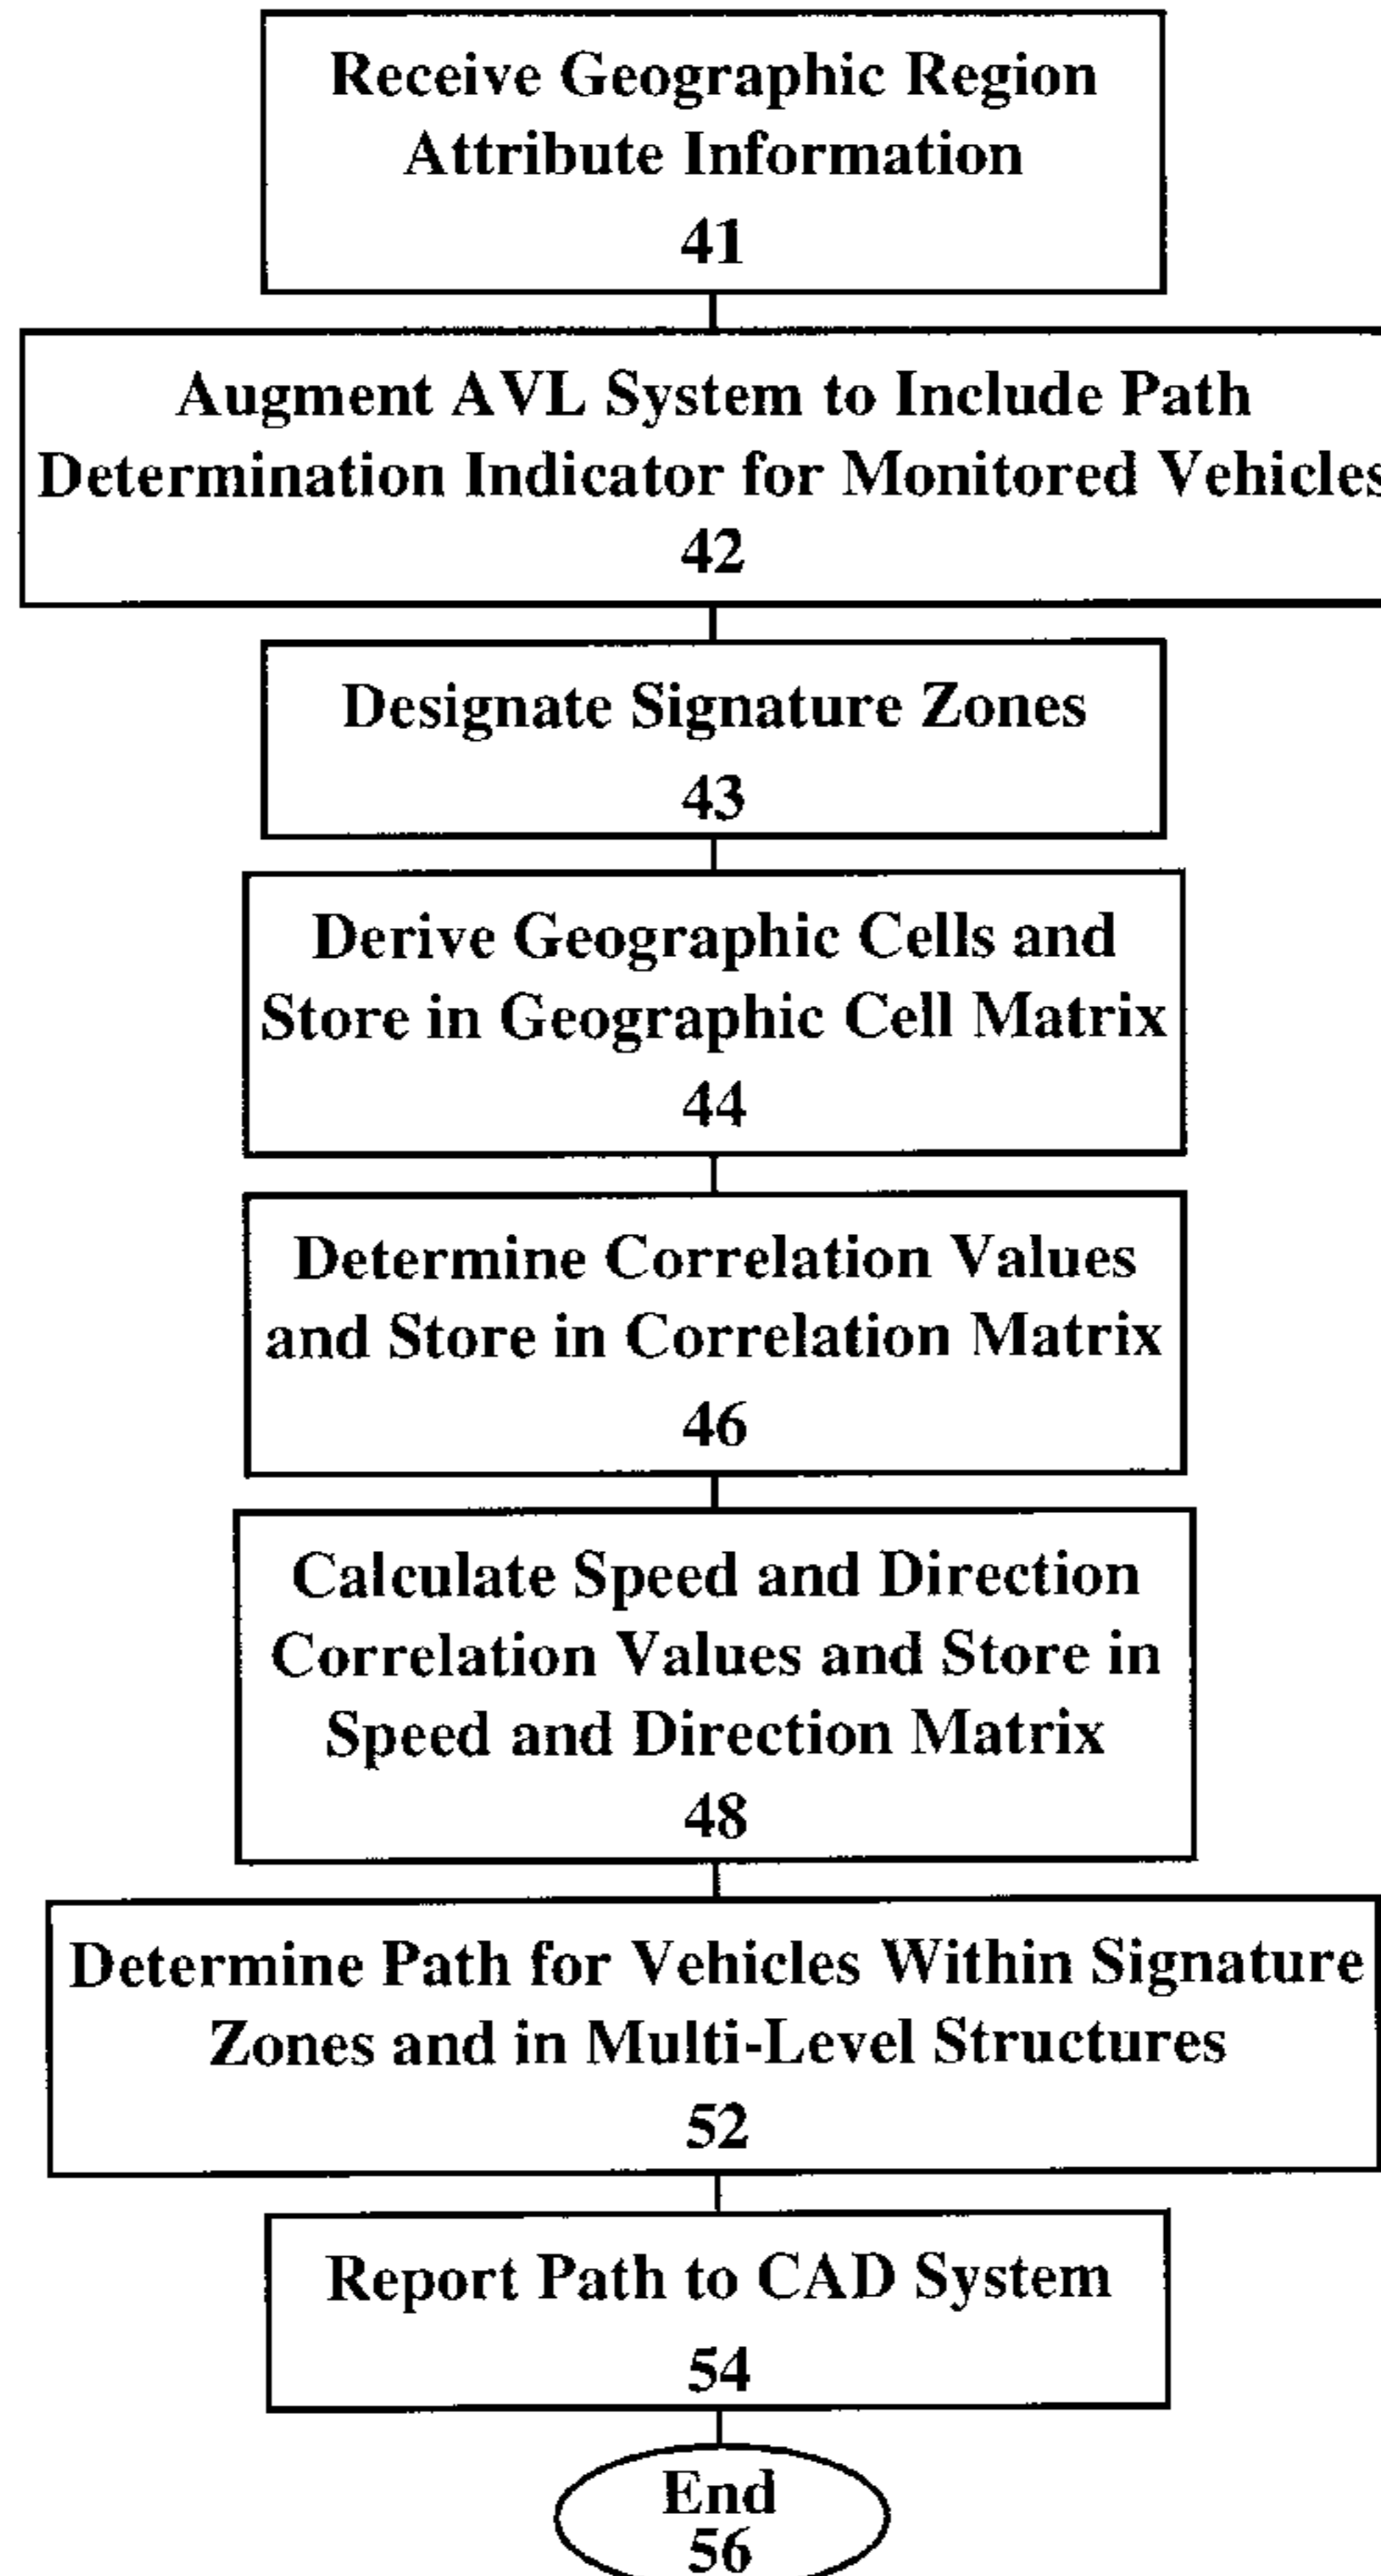 Receive Geographic Region
Attribute Information
41
Augment AVL System to Include Path
Determination Indicator for Monitored Vehicles
42
Designate Signature Zones
43
Derive Geographic Cells and
Store in Geographic Cell Matrix
44
Determine Correlation Values
and Store in Correlation Matrix
46
Calculate Speed and Direction
Correlation Values and Store in
Speed and Direction Matrix
48
Determine Path for Vehicles Within Signature
Zones and in Multi-Level Structures
52
Report Path to CAD System
54
End
56